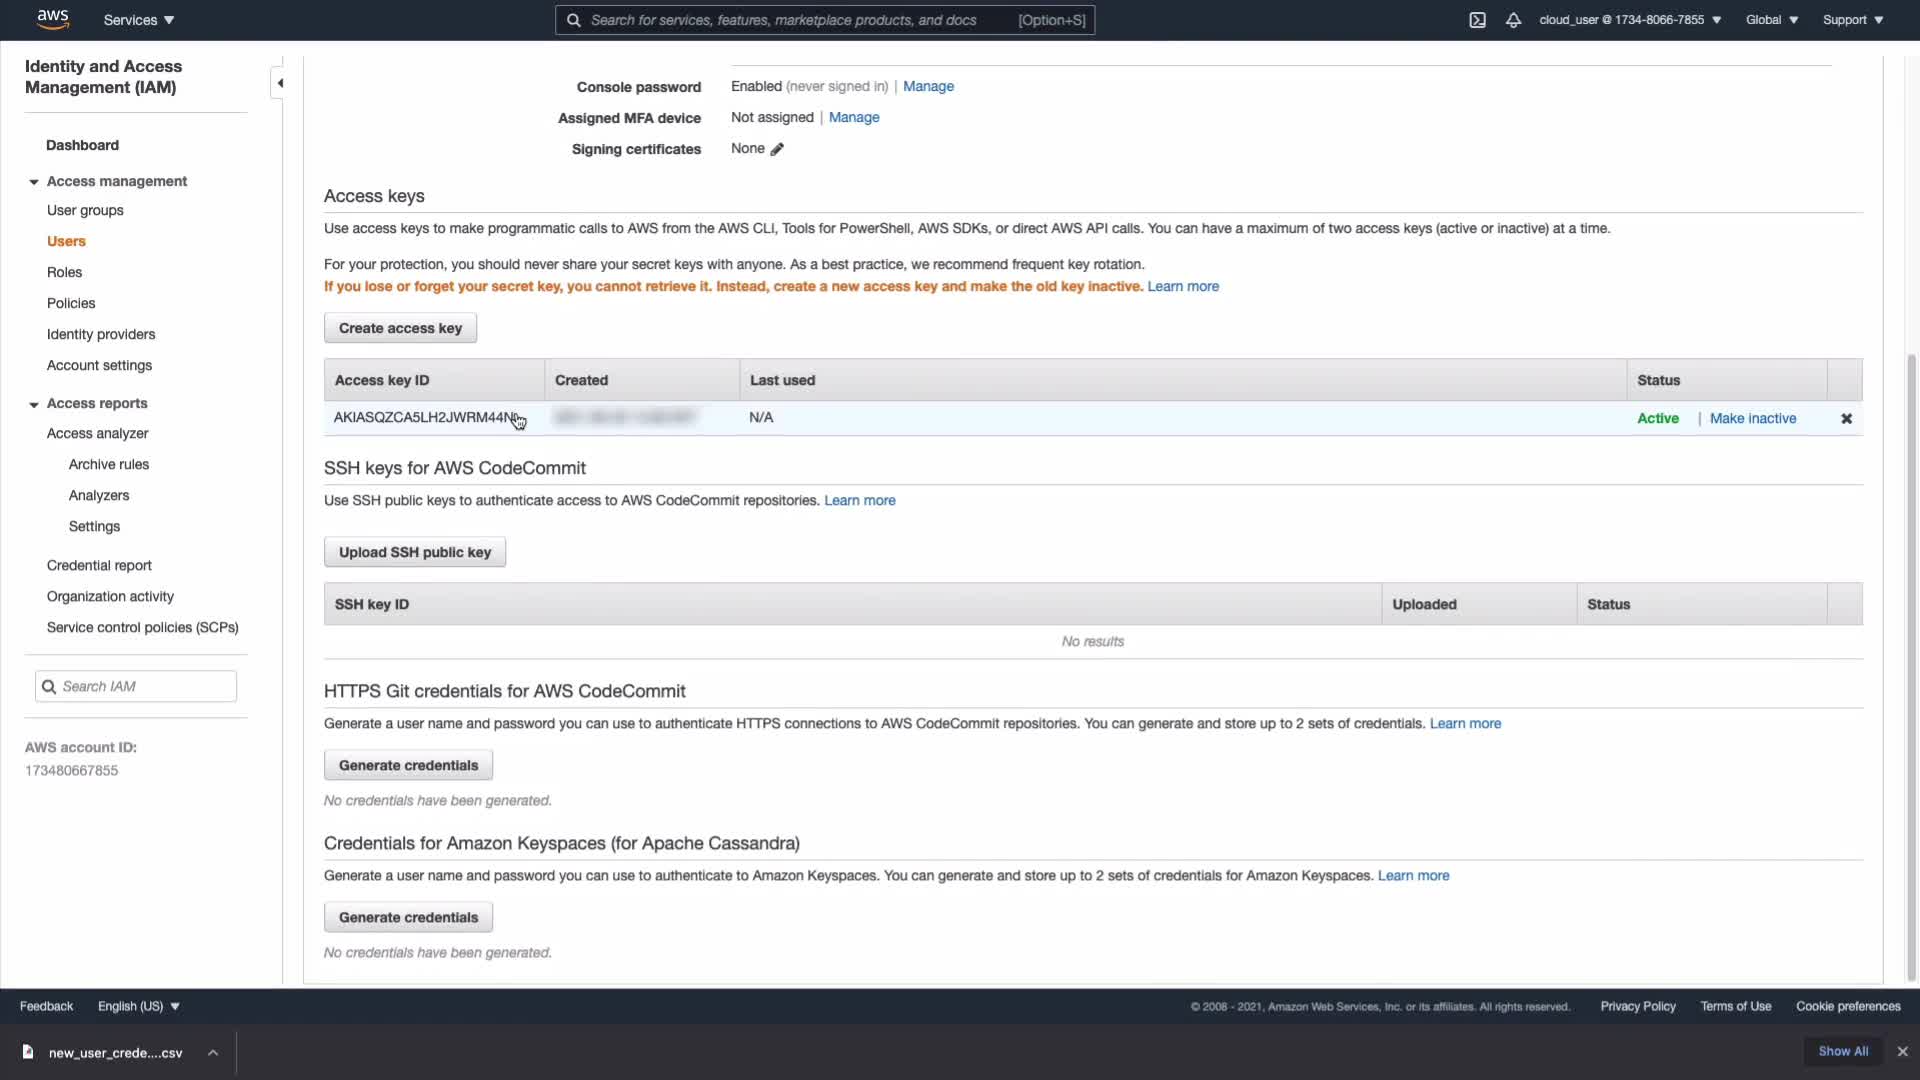 aws
Services
Search for services, features, marketplace products, and docs
[Option+S]
cloud_user @ 1734-8066-7855
Global
Support
Identity and Access
Management (IAM)
Dashboard
Access management
User groups
Users
Roles
Policies
Identity providers
Account settings
Access reports
Access analyzer
Archive rules
Analyzers
Settings
Credential report
Organization activity
Service control policies (SCPs)
Search IAM
AWS account ID:
173480667855
Console password
Enabled (never signed in) | Manage
Assigned MFA device
Not assigned | Manage
Signing certificates
None
Access keys
Use access keys to make programmatic calls to AWS from the AWS CLI, Tools for PowerShell, AWS SDKs, or direct AWS API calls. You can have a maximum of two access keys (active or inactive) at a time.
For your protection, you should never share your secret keys with anyone. As a best practice, we recommend frequent key rotation.
If you lose or forget your secret key, you cannot retrieve it. Instead, create a new access key and make the old key inactive. Learn more
Create access key
Access key ID
Created
Last used
Status
N/A
Active | Make inactive
SSH keys for AWS CodeCommit
Use SSH public keys to authenticate access to AWS CodeCommit repositories. Learn more
Upload SSH public key
SSH key ID
Uploaded
Status
No results
HTTPS Git credentials for AWS CodeCommit
Generate a user name and password you can use to authenticate HTTPS connections to AWS CodeCommit repositories. You can generate and store up to 2 sets of credentials. Learn more
Generate credentials
No credentials have been generated.
Credentials for Amazon Keyspaces (for Apache Cassandra)
Generate a user name and password you can use to authenticate to Amazon Keyspaces. You can generate and store up to 2 sets of credentials for Amazon Keyspaces. Learn more
Generate credentials
No credentials have been generated.
Feedback
English (US)
© 2008 - 2021, Amazon Web Services, Inc. or its affiliates. All rights reserved.
Privacy Policy
Terms of Use
Cookie preferences
new_user_crede....csv
Show All